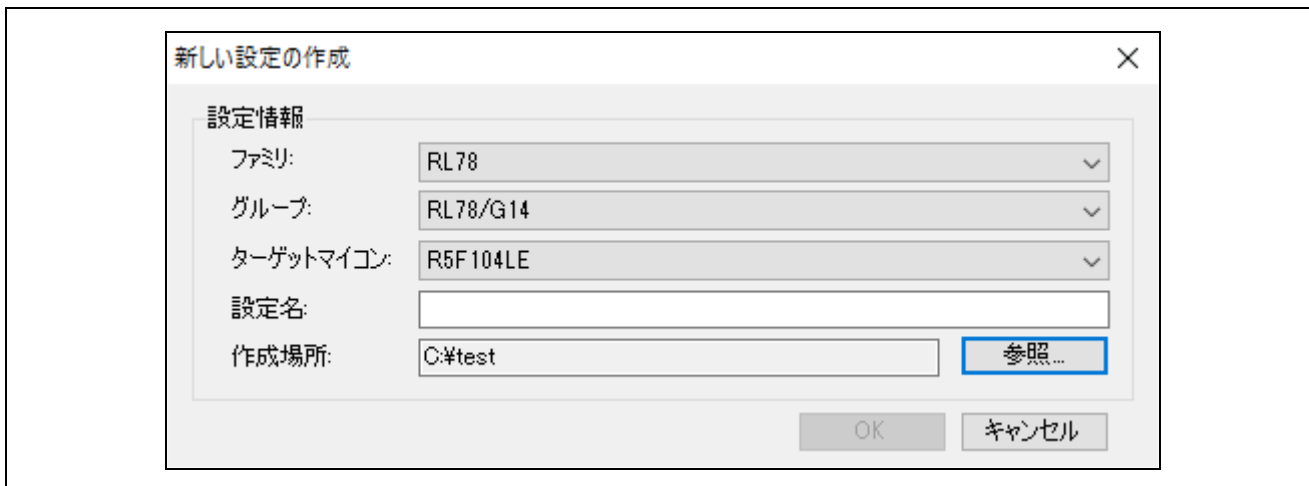 新しい設定の作成
設定情報
ファミリ: RL78
グループ: RL78/G14
ターゲットマイコン: R5F104LE
設定名:
作成場所: C:¥test 参照...
OK キャンセル